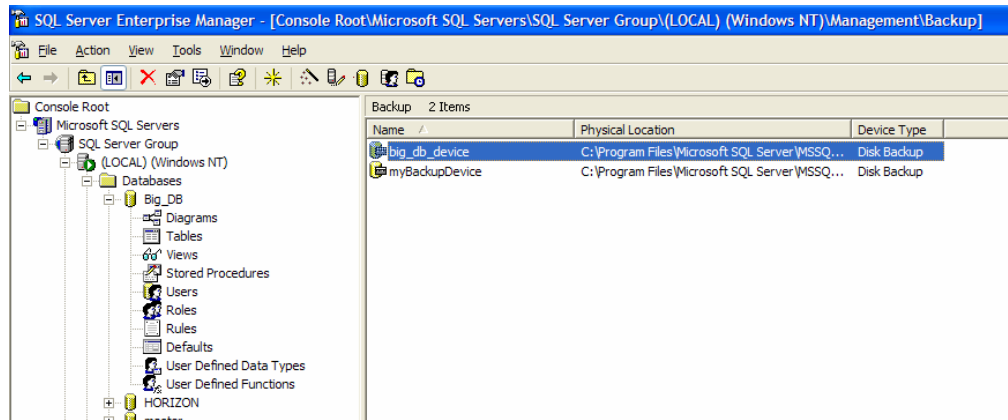 SQL Server Enterprise Manager - [Console Root\Microsoft SQL Servers\SQL Server Group\(LOCAL) (Windows NT)\Management\Backup]
File Action View Tools Window Help
Console Root
Microsoft SQL Servers
SQL Server Group
(LOCAL) (Windows NT)
Databases
Big_DB
Diagrams
Tables
Views
Stored Procedures
Users
Roles
Rules
Defaults
User Defined Data Types
User Defined Functions
HORIZON
master
Backup 2 Items
Name Physical Location Device Type
big_db_device C:\Program Files\Microsoft SQL Server\MSSQ... Disk Backup
myBackupDevice C:\Program Files\Microsoft SQL Server\MSSQ... Disk Backup